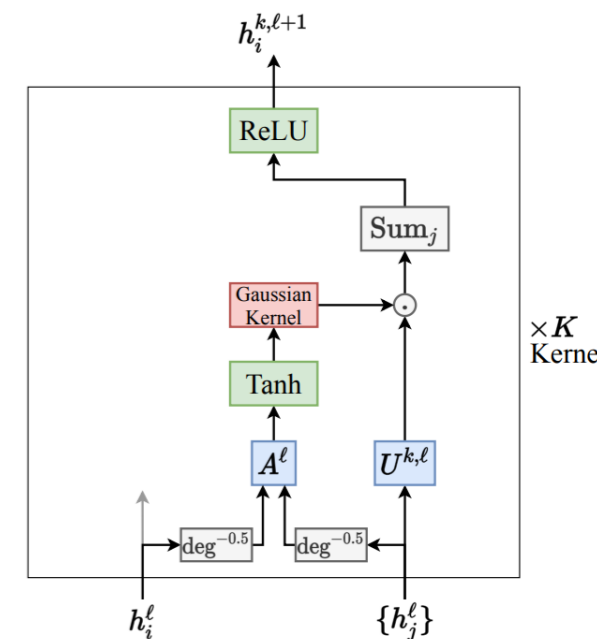 h_i^{k,ℓ+1}
ReLU
Sum_j
Gaussian
Kernel
×K
Kerne
Tanh
A^ℓ
U^{k,ℓ}
deg^{-0.5}
deg^{-0.5}
h_i^ℓ
{h_j^ℓ}